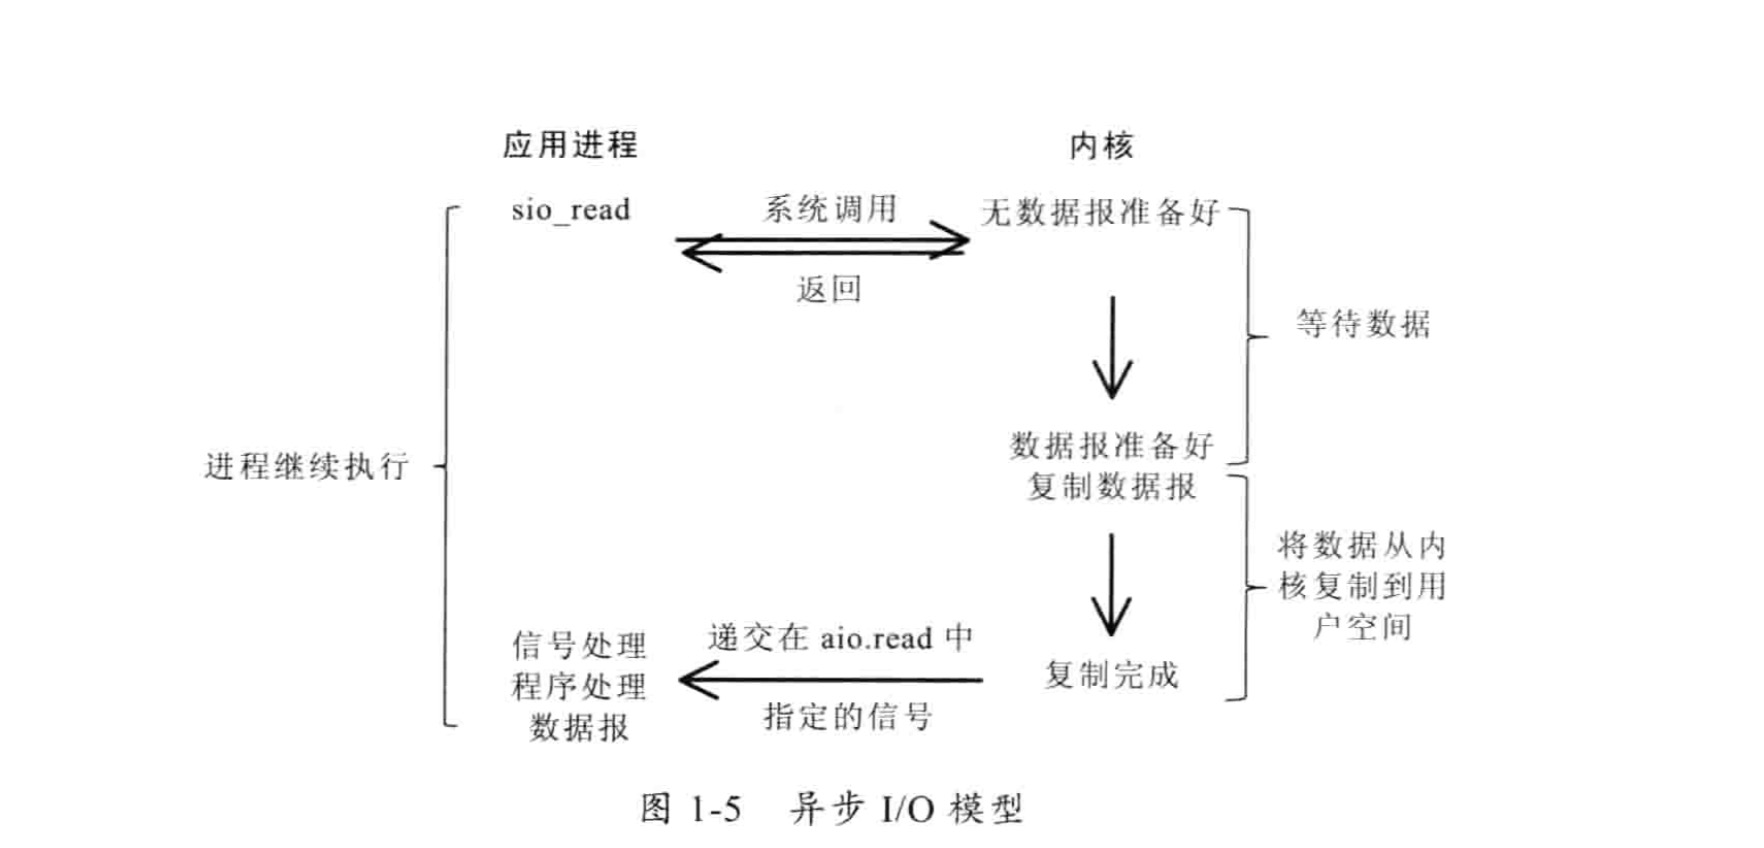 应用进程
内核
sio_read
系统调用
无数据报准备好
返回
等待数据
数据报准备好
进程继续执行
复制数据报
将数据从内
核复制到用
户空间
信号处理
递交在 aio.read 中
程序处理
复制完成
数据报
指定的信号
图 1-5 异步 I/O 模型